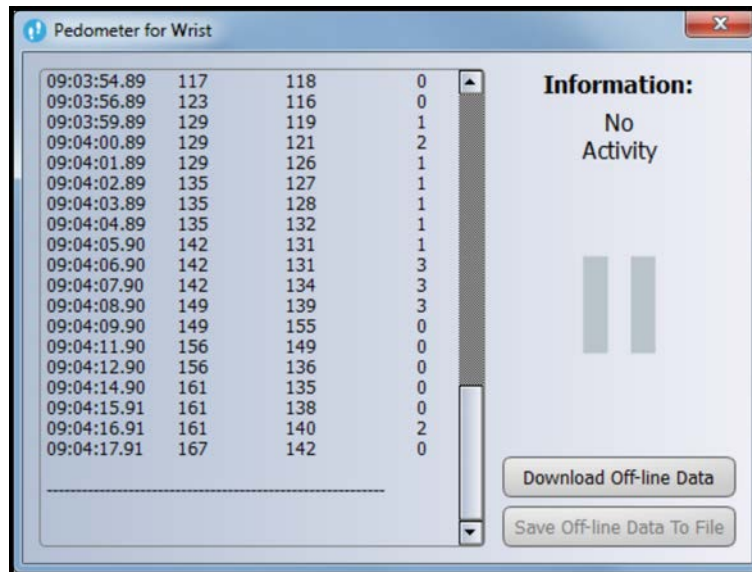 Pedometer for Wrist
09:03:54.89 117 118 0
09:03:56.89 123 116 0
09:03:59.89 129 119 1
09:04:00.89 129 121 2
09:04:01.89 129 126 1
09:04:02.89 135 127 1
09:04:03.89 135 128 1
09:04:04.89 135 132 1
09:04:05.90 142 131 1
09:04:06.90 142 131 3
09:04:07.90 142 134 3
09:04:08.90 149 139 3
09:04:09.90 149 155 0
09:04:11.90 156 149 0
09:04:12.90 156 136 0
09:04:14.90 161 135 0
09:04:15.91 161 138 0
09:04:16.91 161 140 2
09:04:17.91 167 142 0
------------------------------------------------------------
Information:
No
Activity
Download Off-line Data
Save Off-line Data To File